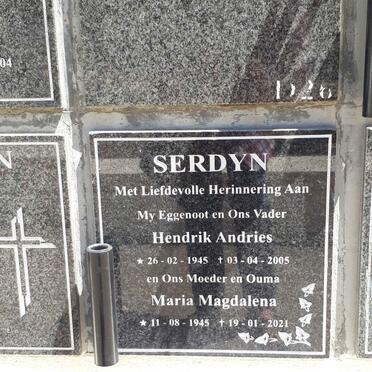 04
D26
N
SERDYN
Met Liefdevolle Herinnering Aan
My Eggenoot en Ons Vader
Hendrik Andries
★ 26 - 02 - 1945 † 03 - 04 - 2005
en Ons Moeder en Ouma
Maria Magdalena
★ 11 - 08 - 1945 † 19 - 01 - 2021